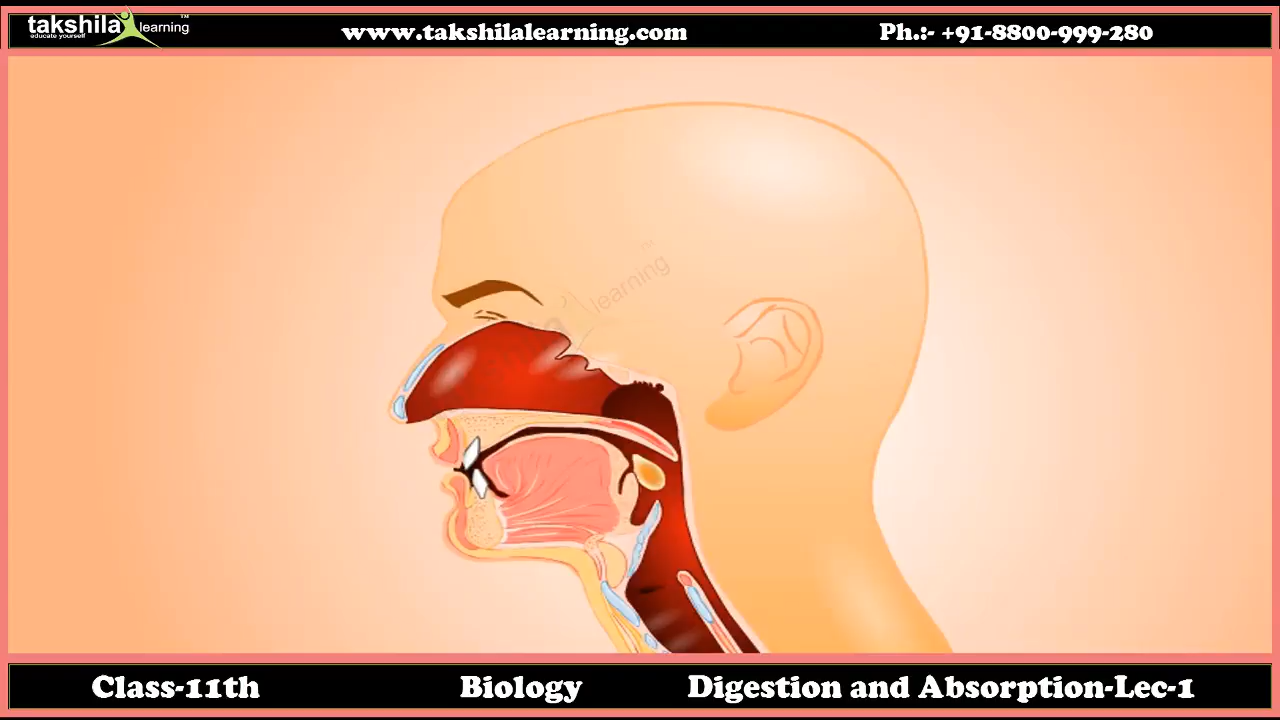 takshila learning™
educate yourself
www.takshilalearning.com
Ph.:- +91-8800-999-280
learning
Class-11th
Biology
Digestion and Absorption-Lec-1